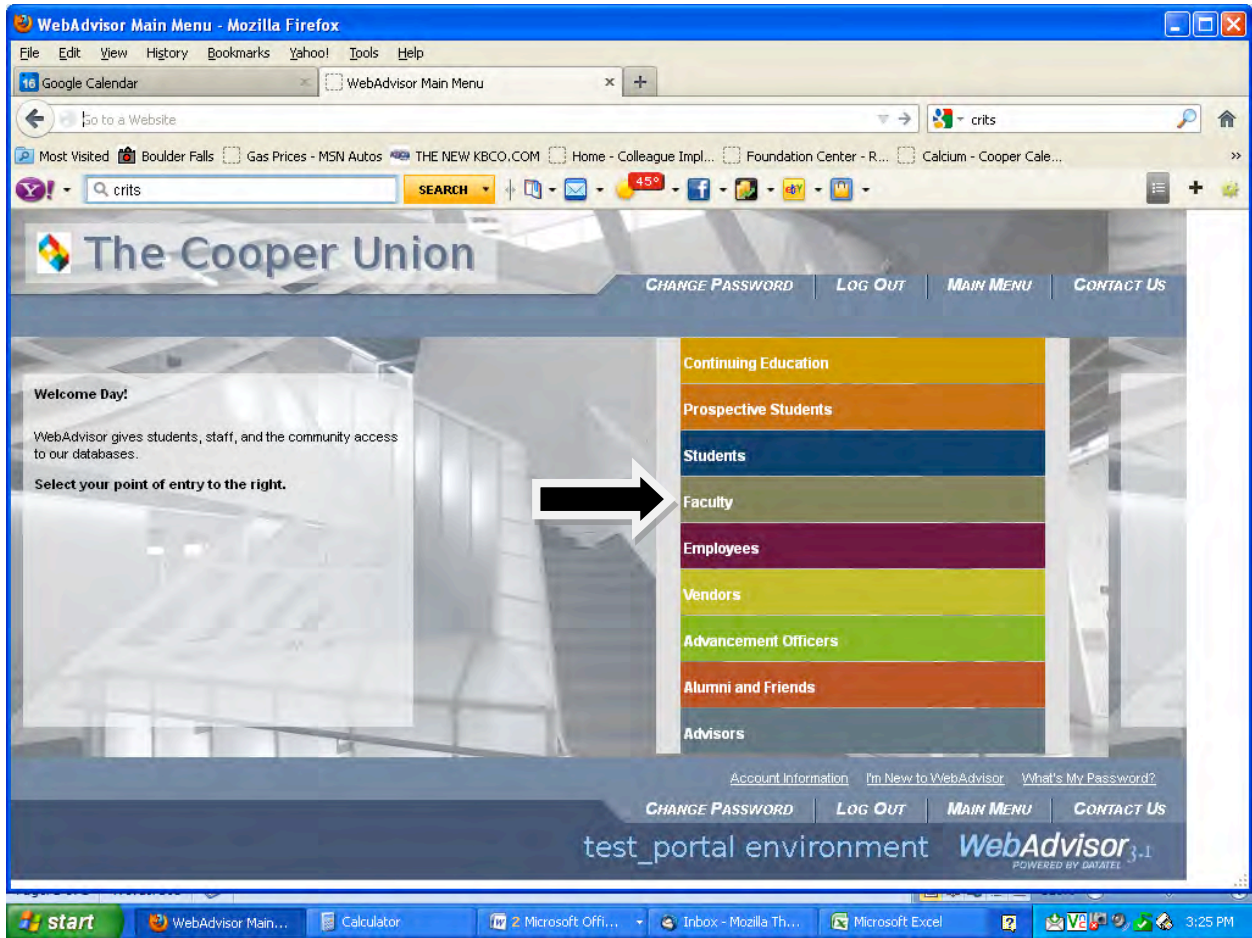 WebAdvisor Main Menu - Mozilla Firefox
File Edit View History Bookmarks Yahoo! Tools Help
16 Google Calendar WebAdvisor Main Menu
Go to a Website crits
Most Visited Boulder Falls Gas Prices - MSN Autos THE NEW KBCO.COM Home - Colleague Impl... Foundation Center - R... Calcium - Cooper Cale...
Y! crits SEARCH 45° f ebY
The Cooper Union
CHANGE PASSWORD LOG OUT MAIN MENU CONTACT US
Continuing Education
Welcome Day!
Prospective Students
WebAdvisor gives students, staff, and the community access
to our databases.
Students
Select your point of entry to the right.
Faculty
Employees
Vendors
Advancement Officers
Alumni and Friends
Advisors
Account Information I'm New to WebAdvisor What's My Password?
CHANGE PASSWORD LOG OUT MAIN MENU CONTACT US
test_portal environment WebAdvisor 3.1
POWERED BY DATATEL
start WebAdvisor Main... Calculator 2 Microsoft Offi... Inbox - Mozilla Th... Microsoft Excel 3:25 PM